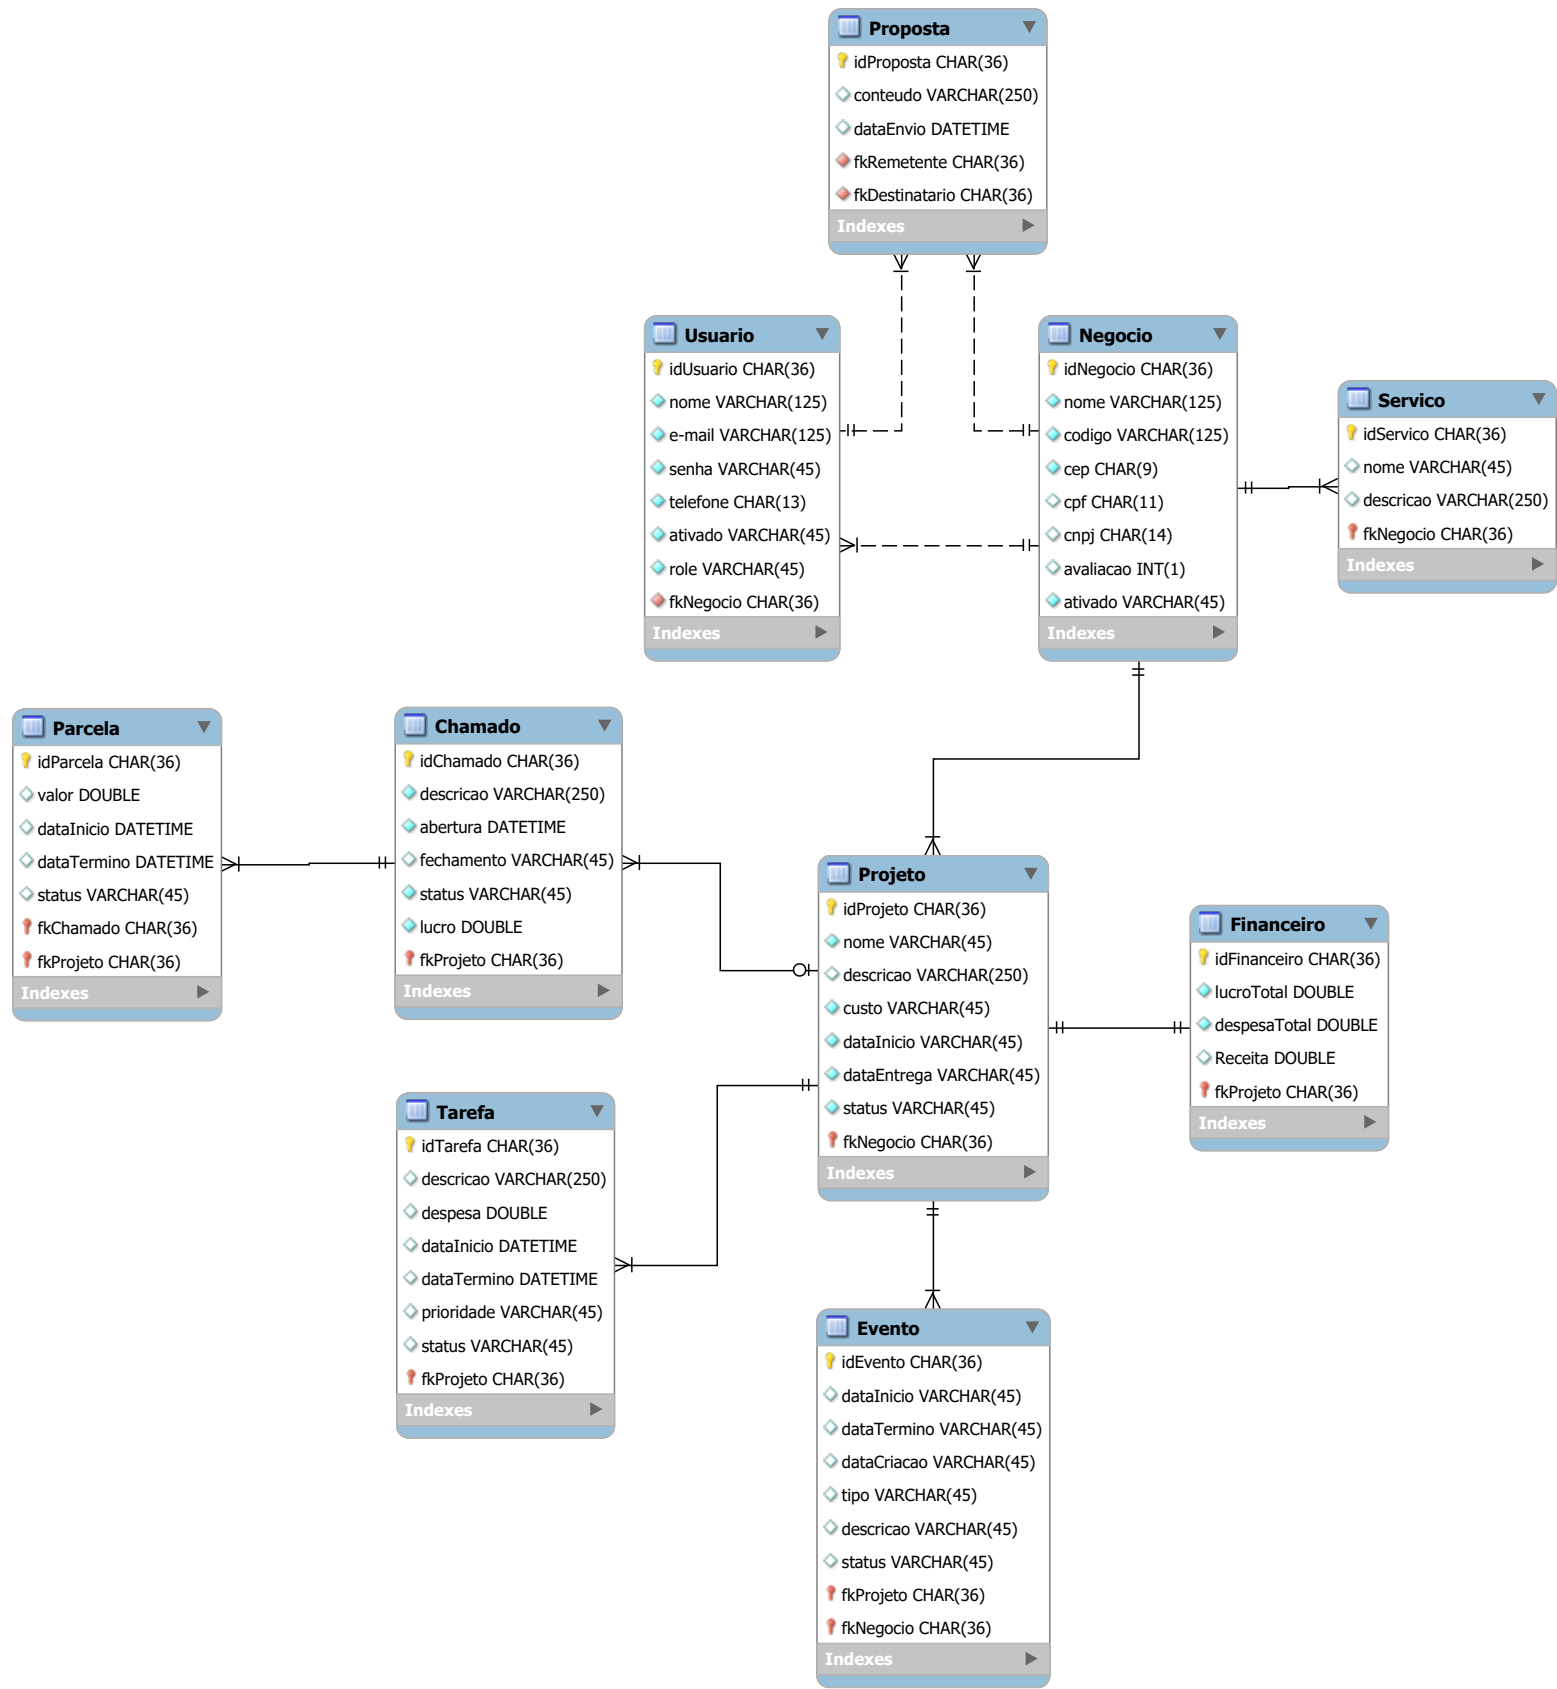 Proposta
idProposta CHAR(36)
conteudo VARCHAR(250)
dataEnvio DATETIME
fkRemetente CHAR(36)
fkDestinatario CHAR(36)
Indexes
Usuario
idUsuario CHAR(36)
nome VARCHAR(125)
e-mail VARCHAR(125)
senha VARCHAR(45)
telefone CHAR(13)
ativado VARCHAR(45)
role VARCHAR(45)
fkNegocio CHAR(36)
Indexes
Negocio
idNegocio CHAR(36)
nome VARCHAR(125)
codigo VARCHAR(125)
cep CHAR(9)
cpf CHAR(11)
cnpj CHAR(14)
avaliacao INT(1)
ativado VARCHAR(45)
Indexes
Servico
idServico CHAR(36)
nome VARCHAR(45)
descricao VARCHAR(250)
fkNegocio CHAR(36)
Indexes
Parcela
idParcela CHAR(36)
valor DOUBLE
dataInicio DATETIME
dataTermino DATETIME
status VARCHAR(45)
fkChamado CHAR(36)
fkProjeto CHAR(36)
Indexes
Chamado
idChamado CHAR(36)
descricao VARCHAR(250)
abertura DATETIME
fechamento VARCHAR(45)
status VARCHAR(45)
lucro DOUBLE
fkProjeto CHAR(36)
Indexes
Projeto
idProjeto CHAR(36)
nome VARCHAR(45)
descricao VARCHAR(250)
custo VARCHAR(45)
dataInicio VARCHAR(45)
dataEntrega VARCHAR(45)
status VARCHAR(45)
fkNegocio CHAR(36)
Indexes
Financeiro
idFinanceiro CHAR(36)
lucroTotal DOUBLE
despesaTotal DOUBLE
Receita DOUBLE
fkProjeto CHAR(36)
Indexes
Tarefa
idTarefa CHAR(36)
descricao VARCHAR(250)
despesa DOUBLE
dataInicio DATETIME
dataTermino DATETIME
prioridade VARCHAR(45)
status VARCHAR(45)
fkProjeto CHAR(36)
Indexes
Evento
idEvento CHAR(36)
dataInicio VARCHAR(45)
dataTermino VARCHAR(45)
dataCriacao VARCHAR(45)
tipo VARCHAR(45)
descricao VARCHAR(45)
status VARCHAR(45)
fkProjeto CHAR(36)
fkNegocio CHAR(36)
Indexes